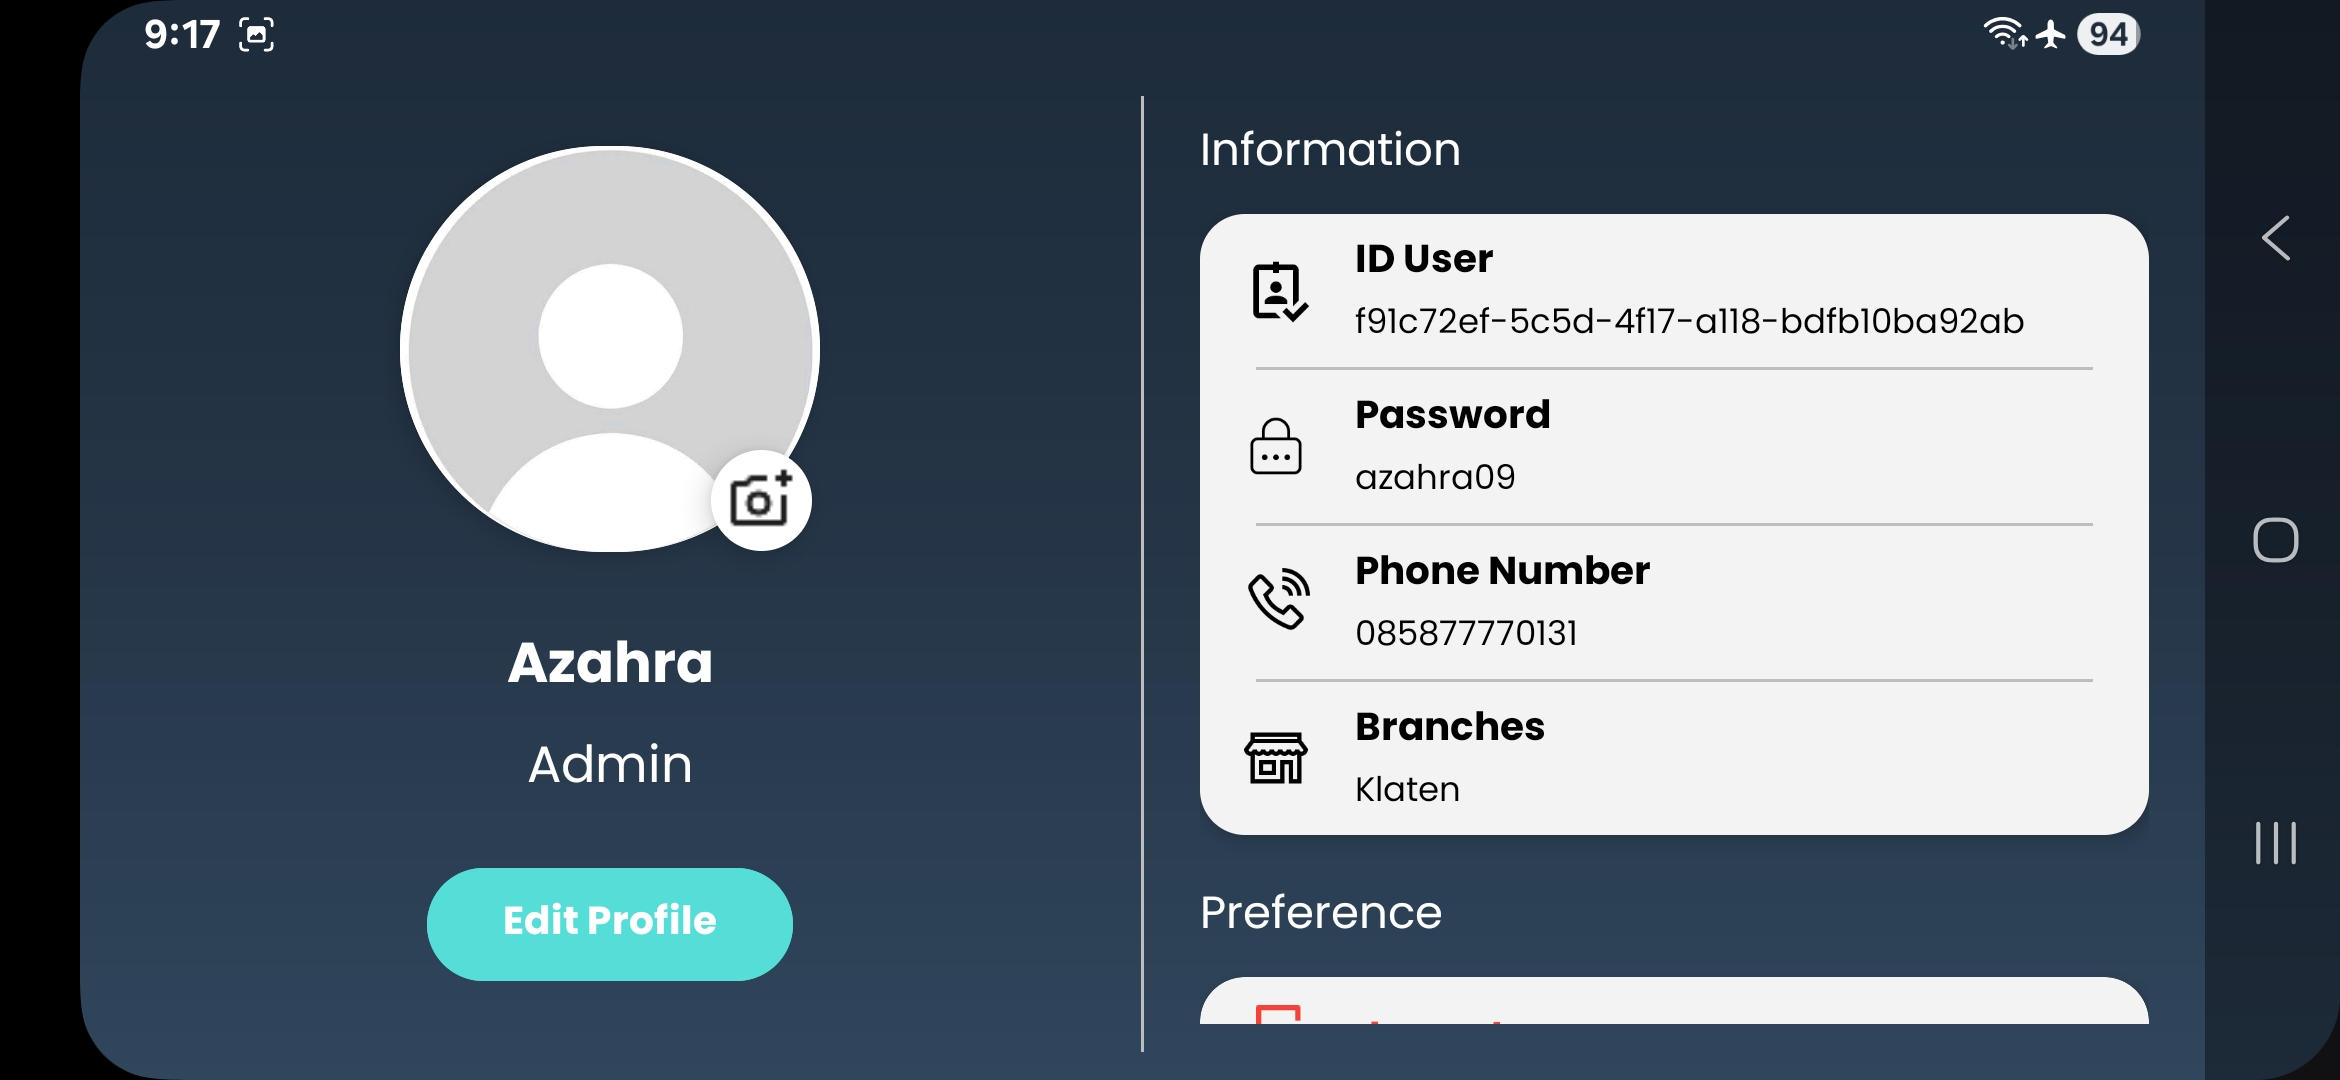 9:17
94
Azahra
Admin
Edit Profile
Information
ID User
f91c72ef-5c5d-4f17-a118-bdfb10ba92ab
Password
azahra09
Phone Number
085877770131
Branches
Klaten
Preference